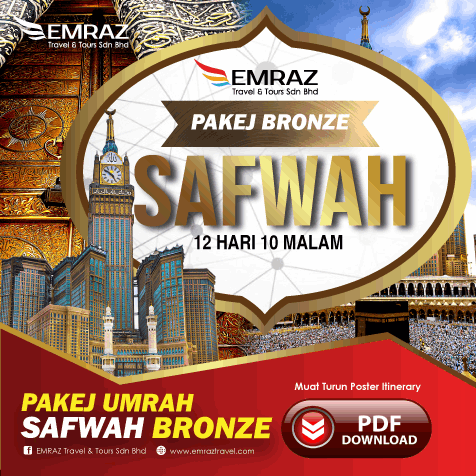 EMRAZ
Travel & Tours Sdn Bhd
EMRAZ
Travel & Tours Sdn Bhd
PAKEJ BRONZE
SAFWAH
12 HARI 10 MALAM
Muat Turun Poster Itinerary
PAKEJ UMRAH
SAFWAH BRONZE
PDF
DOWNLOAD
EMRAZ Travel & Tours Sdn Bhd www.emraztravel.com